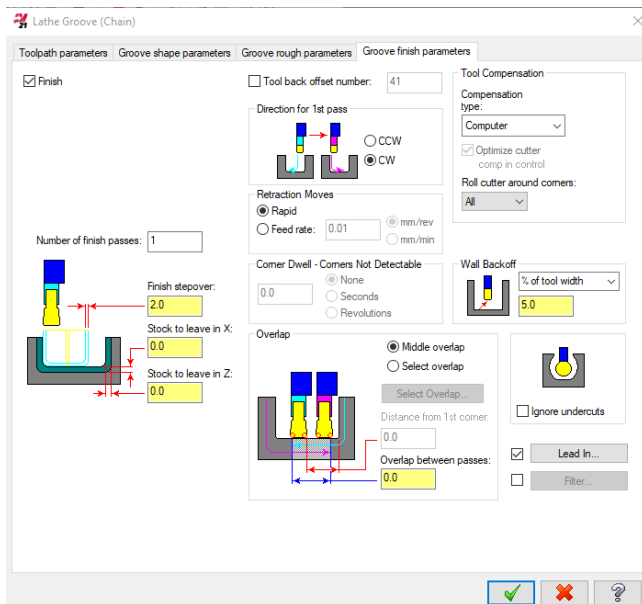 21
Lathe Groove (Chain)
Toolpath parameters
Groove shape parameters
Groove rough parameters
Groove finish parameters
Finish
Number of finish passes:
1
Finish stepover:
2.0
Stock to leave in X:
0.0
Stock to leave in Z:
0.0
Tool back offset number:
41
Direction for 1st pass
CCW
CW
Retraction Moves
Rapid
Feed rate:
0.01
mm/rev
mm/min
Corner Dwell - Corners Not Detectable
0.0
None
Seconds
Revolutions
Overlap
Middle overlap
Select overlap
Select Overlap...
Distance from 1st corner:
0.0
Overlap between passes:
0.0
Tool Compensation
Compensation
type:
Computer
Optimize cutter
comp in control
Roll cutter around corners:
All
Wall Backoff
% of tool width
5.0
Ignore undercuts
Lead In...
Filter...
?